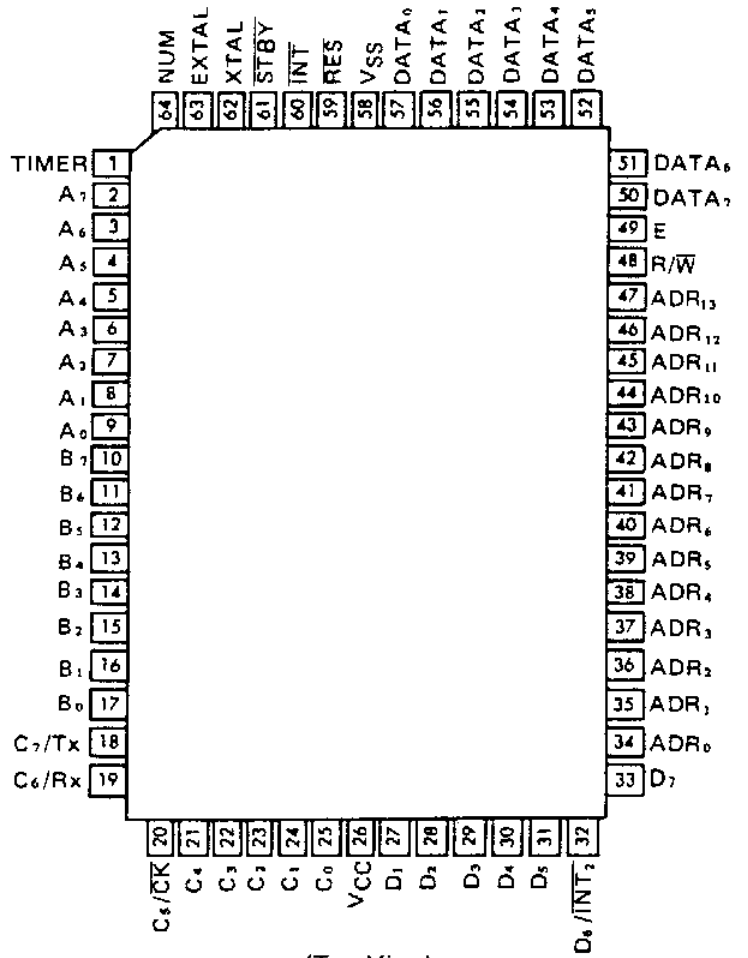 NUM
EXTAL
XTAL
S̅T̅B̅Y̅
I̅N̅T̅
R̅E̅S̅
VSS
DATA₀
DATA₁
DATA₂
DATA₃
DATA₄
DATA₅
64 63 62 61 60 59 58 57 56 55 54 53 52
TIMER 1
A₇ 2
A₆ 3
A₅ 4
A₄ 5
A₃ 6
A₂ 7
A₁ 8
A₀ 9
B₇ 10
B₆ 11
B₅ 12
B₄ 13
B₃ 14
B₂ 15
B₁ 16
B₀ 17
C₇/Tx 18
C₆/Rx 19
51 DATA₆
50 DATA₇
49 E
48 R/W̅
47 ADR₁₃
46 ADR₁₂
45 ADR₁₁
44 ADR₁₀
43 ADR₉
42 ADR₈
41 ADR₇
40 ADR₆
39 ADR₅
38 ADR₄
37 ADR₃
36 ADR₂
35 ADR₁
34 ADR₀
33 D₇
20 21 22 23 24 25 26 27 28 29 30 31 32
C₅/C̅K̅
C₄
C₃
C₂
C₁
C₀
VCC
D₁
D₂
D₃
D₄
D₅
D₆/I̅N̅T̅₂